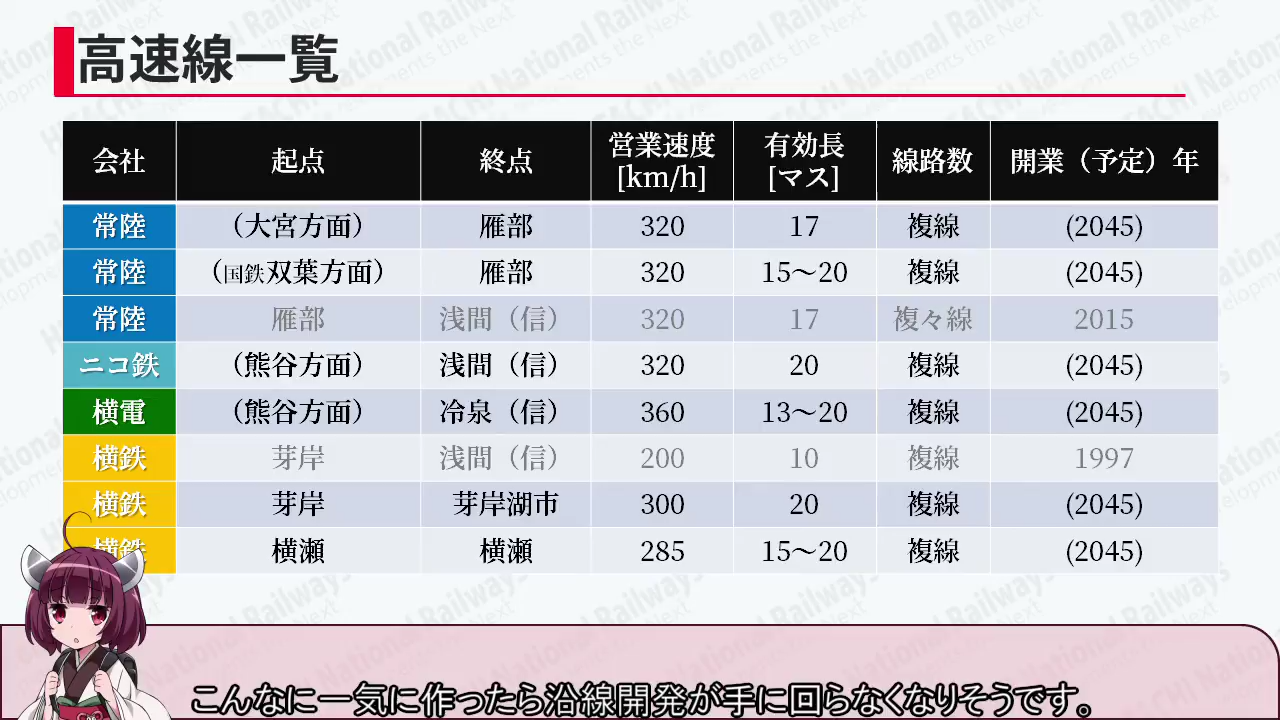 高速線一覧
会社 起点 終点 営業速度[km/h] 有効長[マス] 線路数 開業（予定）年
常陸 （大宮方面） 雁部 320 17 複線 (2045)
常陸 （国鉄双葉方面） 雁部 320 15～20 複線 (2045)
常陸 雁部 浅間（信） 320 17 複々線 2015
ニコ鉄 （熊谷方面） 浅間（信） 320 20 複線 (2045)
横電 （熊谷方面） 冷泉（信） 360 13～20 複線 (2045)
横鉄 芽岸 浅間（信） 200 10 複線 1997
横鉄 芽岸 芽岸湖市 300 20 複線 (2045)
横鉄 横瀬 横瀬 285 15～20 複線 (2045)
こんなに一気に作ったら沿線開発が手に回らなくなりそうです。